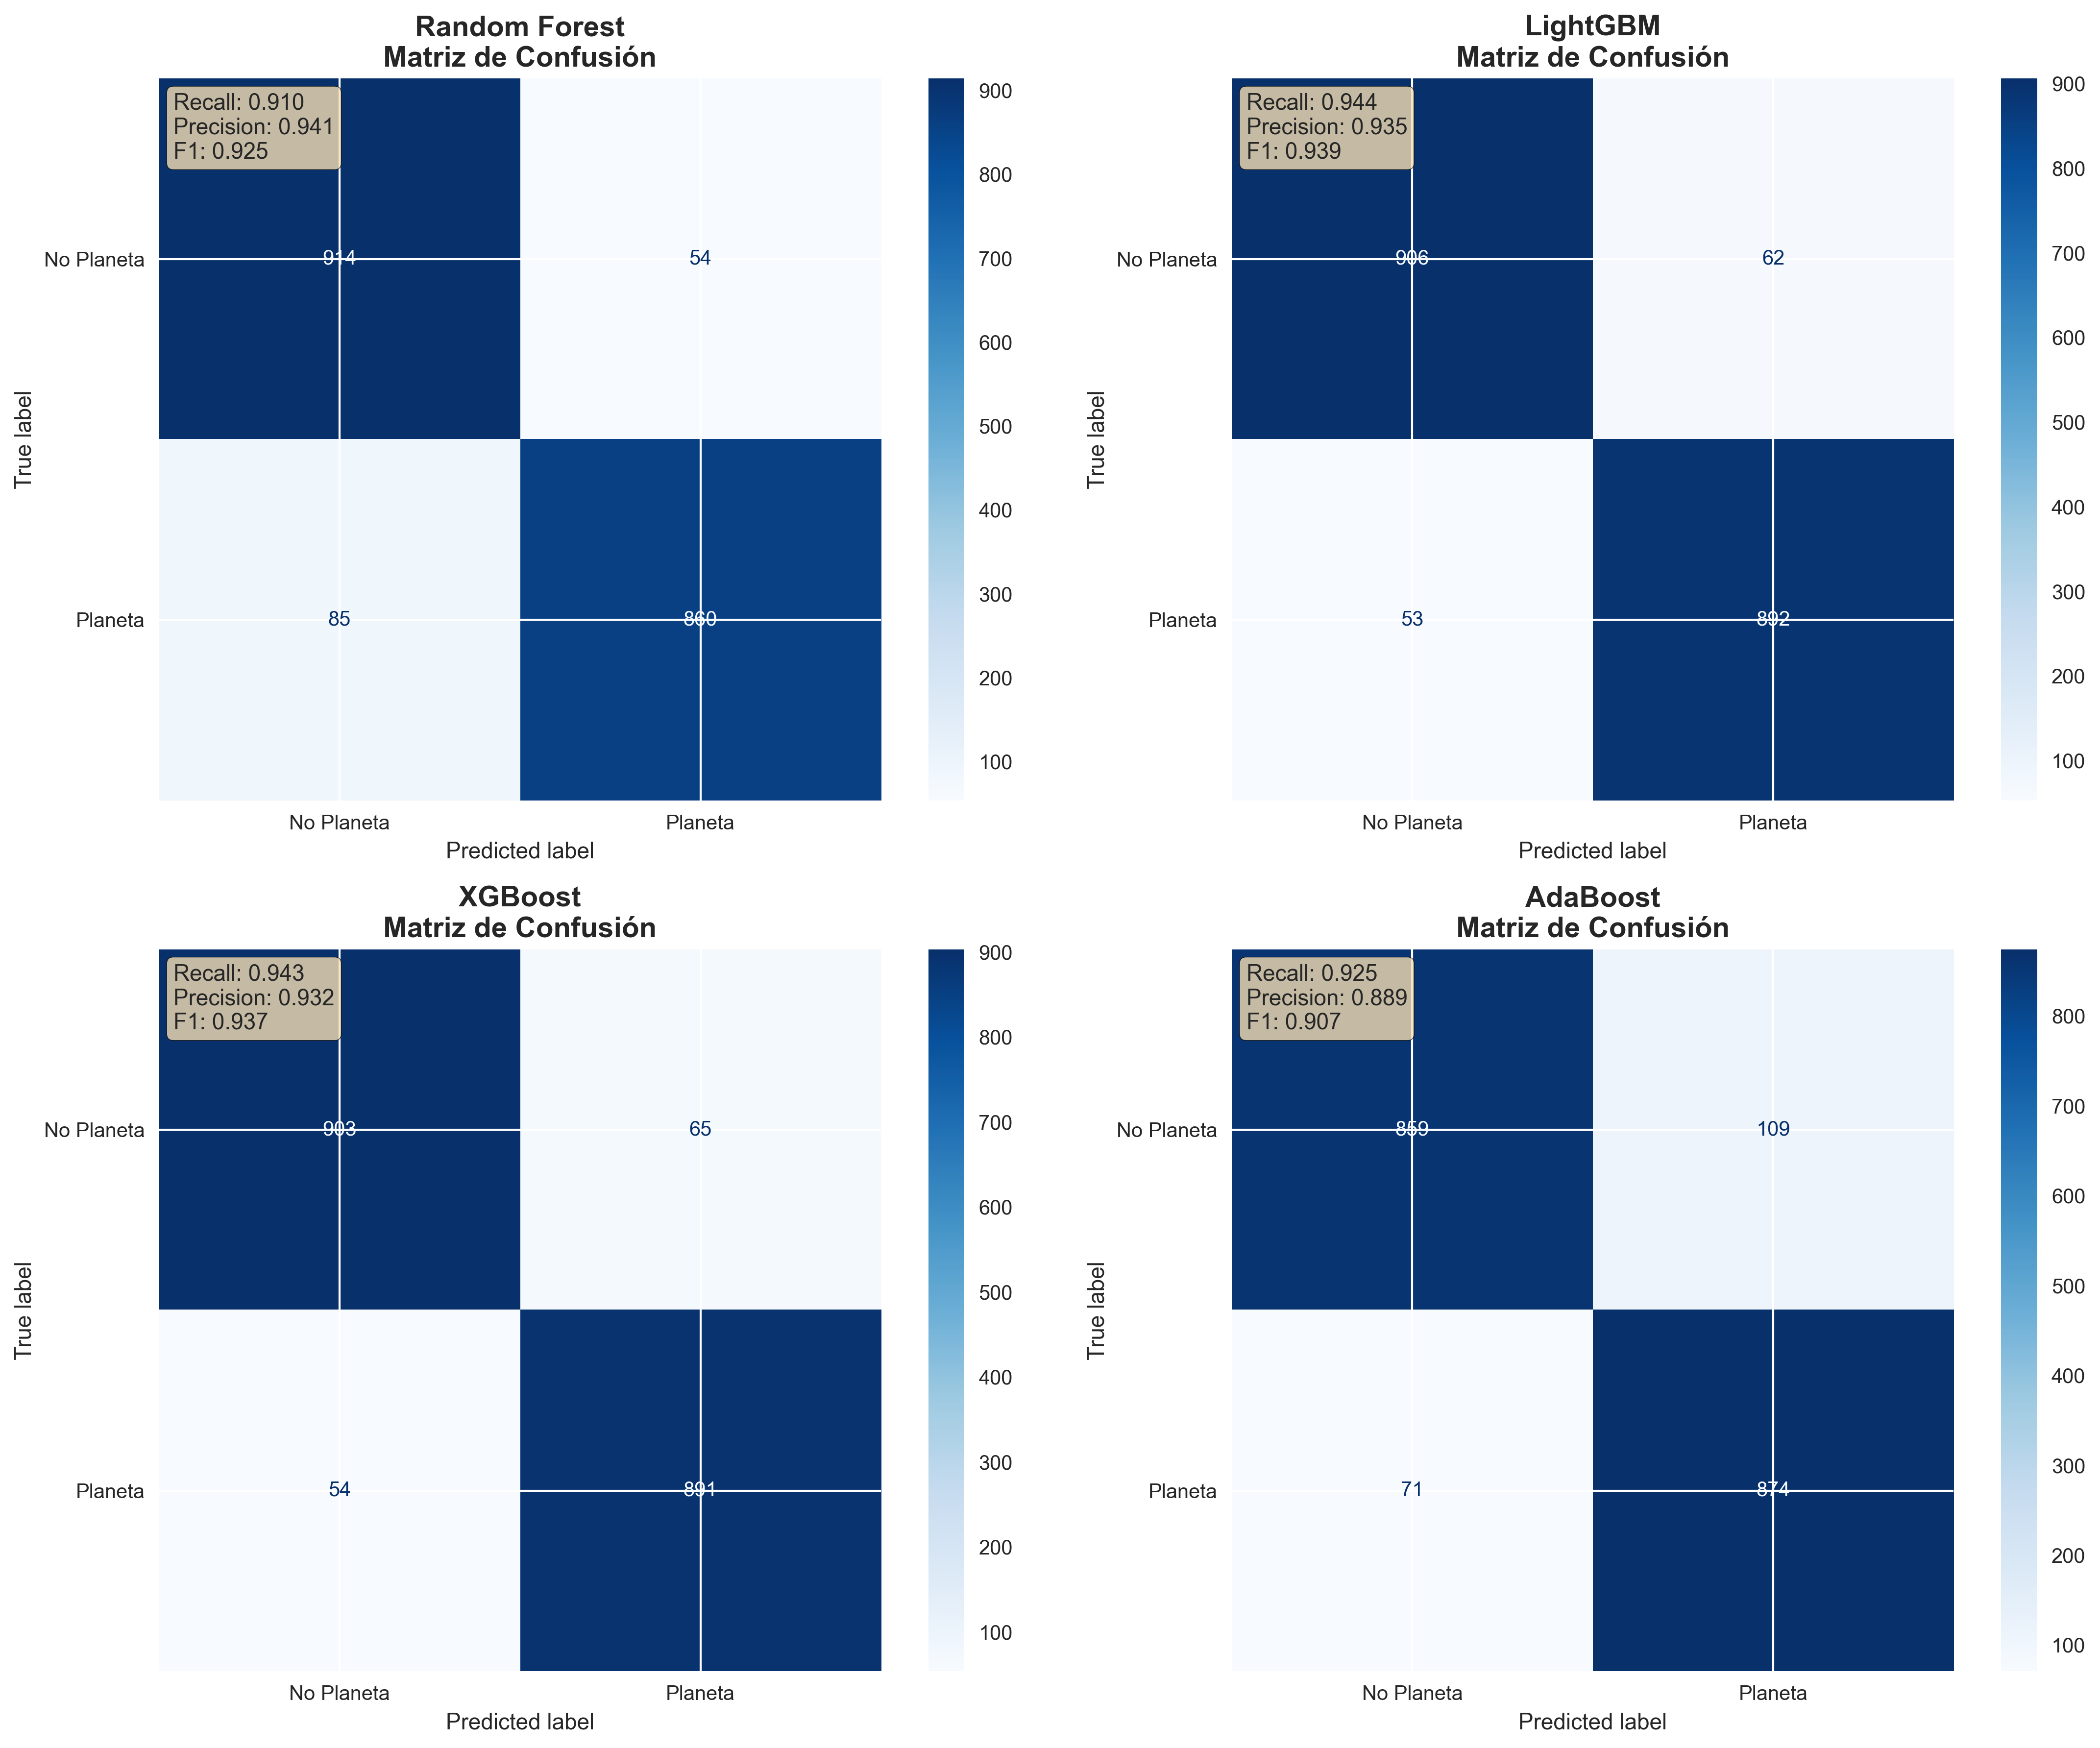 Random Forest
Matriz de Confusión
Recall: 0.910
Precision: 0.941
F1: 0.925
900
800
700
600
500
400
300
200
100
True label
No Planeta
914
54
Planeta
85
860
No Planeta
Planeta
Predicted label
LightGBM
Matriz de Confusión
Recall: 0.944
Precision: 0.935
F1: 0.939
900
800
700
600
500
400
300
200
100
True label
No Planeta
906
62
Planeta
53
892
No Planeta
Planeta
Predicted label
XGBoost
Matriz de Confusión
Recall: 0.943
Precision: 0.932
F1: 0.937
900
800
700
600
500
400
300
200
100
True label
No Planeta
903
65
Planeta
54
891
No Planeta
Planeta
Predicted label
AdaBoost
Matriz de Confusión
Recall: 0.925
Precision: 0.889
F1: 0.907
800
700
600
500
400
300
200
100
True label
No Planeta
859
109
Planeta
71
874
No Planeta
Planeta
Predicted label